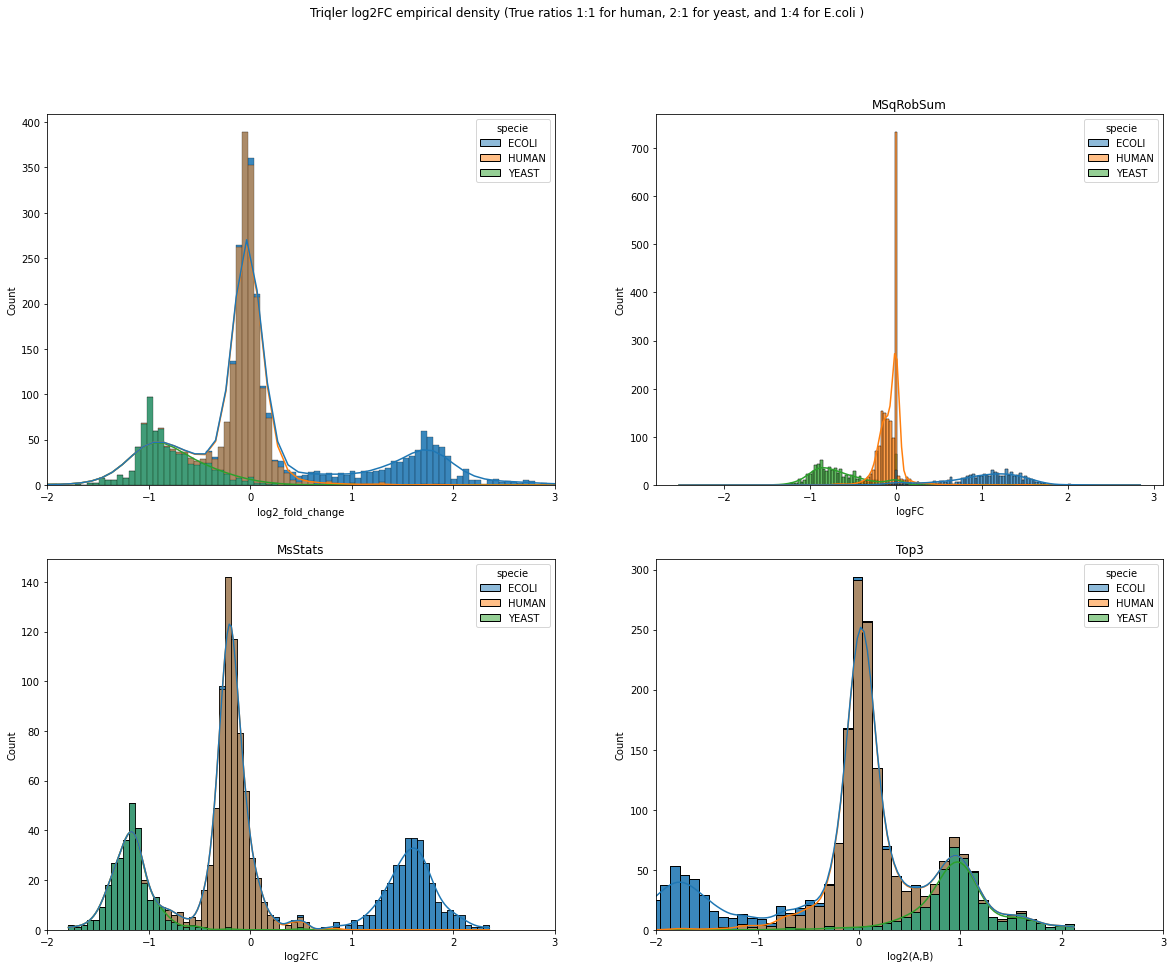 Triqler log2FC empirical density (True ratios 1:1 for human, 2:1 for yeast, and 1:4 for E.coli )
specie
ECOLI
HUMAN
YEAST
400
350
300
250
200
150
100
50
0
Count
−2
−1
0
1
2
3
log2_fold_change
MSqRobSum
specie
ECOLI
HUMAN
YEAST
700
600
500
400
300
200
100
0
Count
−2
−1
0
1
2
3
logFC
MsStats
specie
ECOLI
HUMAN
YEAST
140
120
100
80
60
40
20
0
Count
−2
−1
0
1
2
3
log2FC
Top3
specie
ECOLI
HUMAN
YEAST
300
250
200
150
100
50
0
Count
−2
−1
0
1
2
3
log2(A,B)